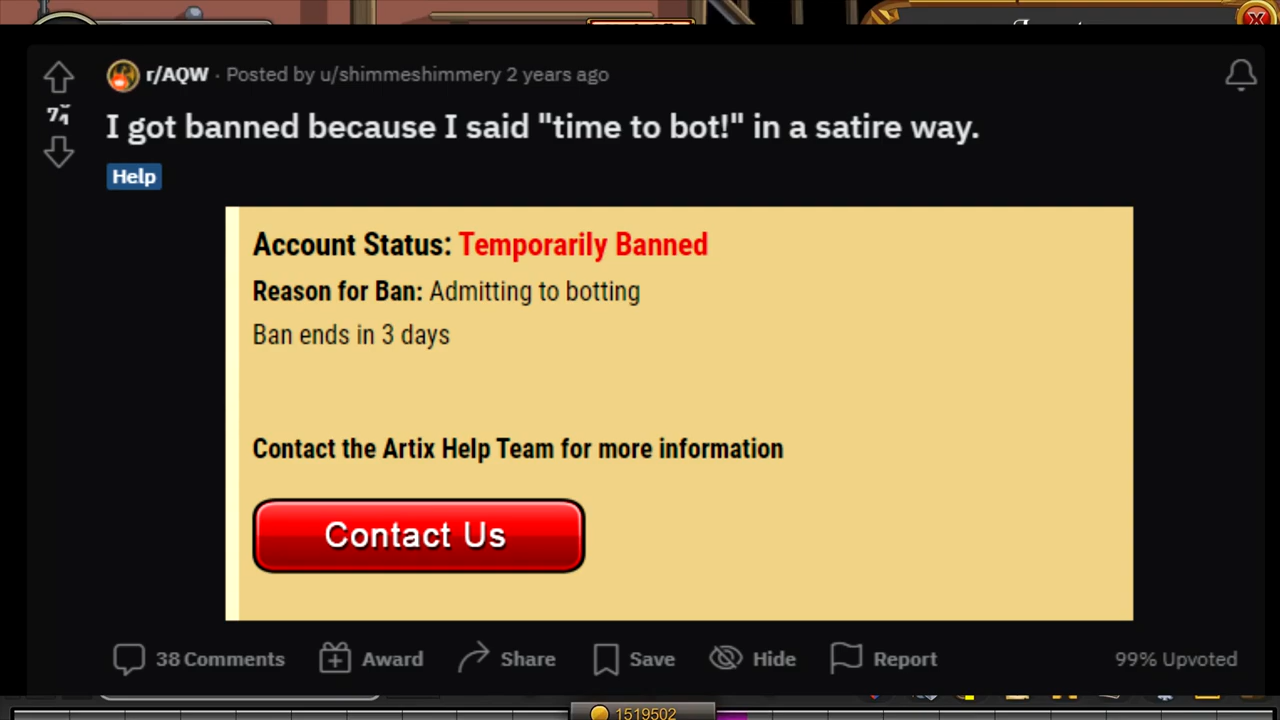 r/AQW · Posted by u/shimmeshimmery 2 years ago
I got banned because I said "time to bot!" in a satire way.
Help
Account Status: Temporarily Banned
Reason for Ban: Admitting to botting
Ban ends in 3 days
Contact the Artix Help Team for more information
Contact Us
38 Comments Award Share Save Hide Report 99% Upvoted
1519502